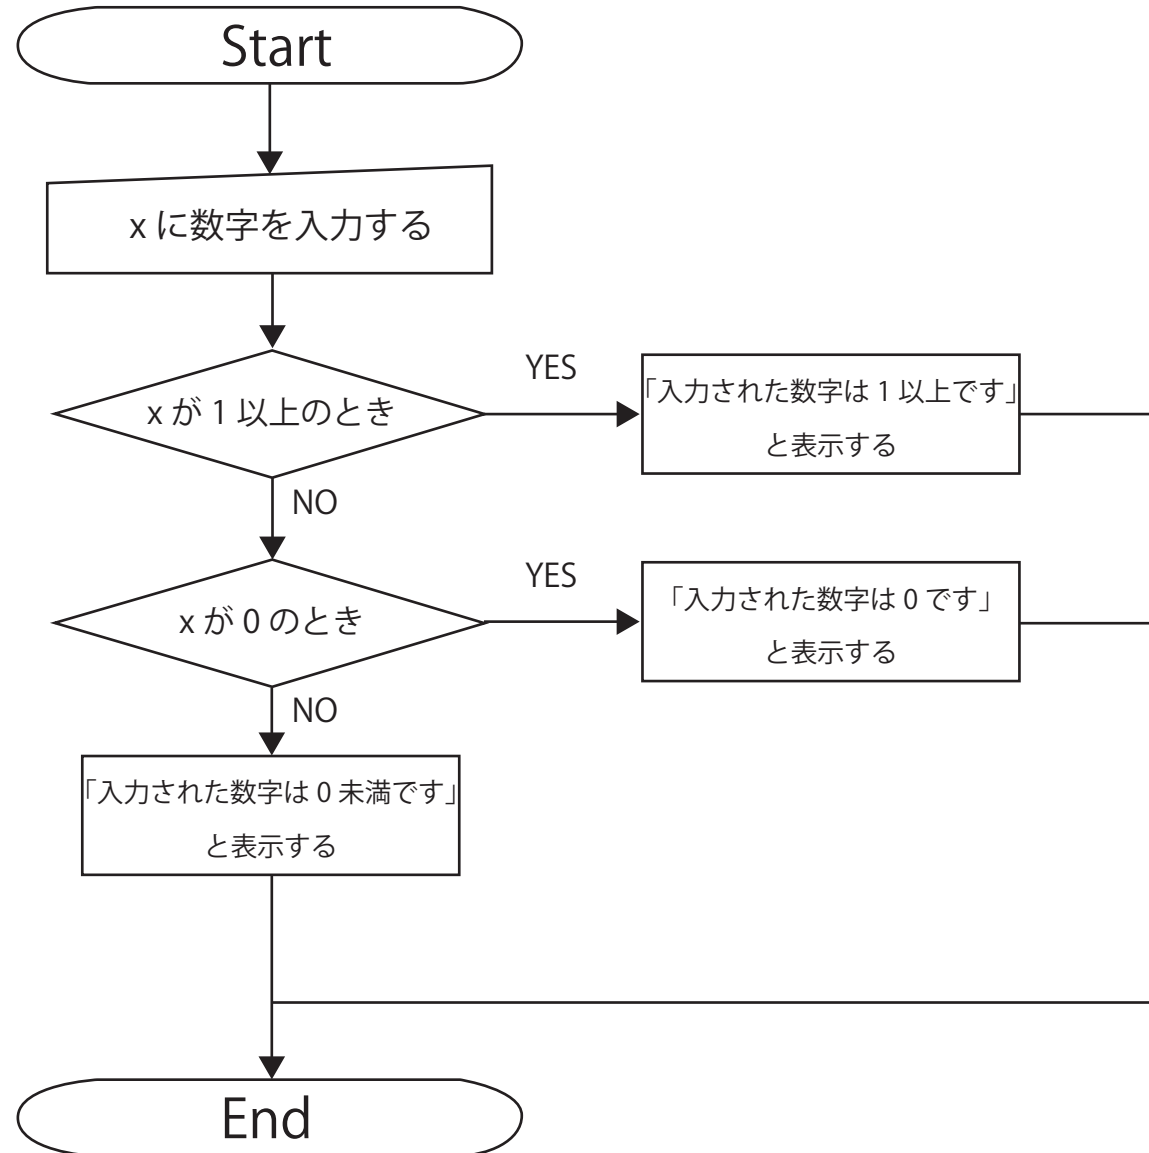 Start
x に数字を入力する
x が 1 以上のとき
YES
「入力された数字は 1 以上です」
と表示する
NO
x が 0 のとき
YES
「入力された数字は 0 です」
と表示する
NO
「入力された数字は 0 未満です」
と表示する
End